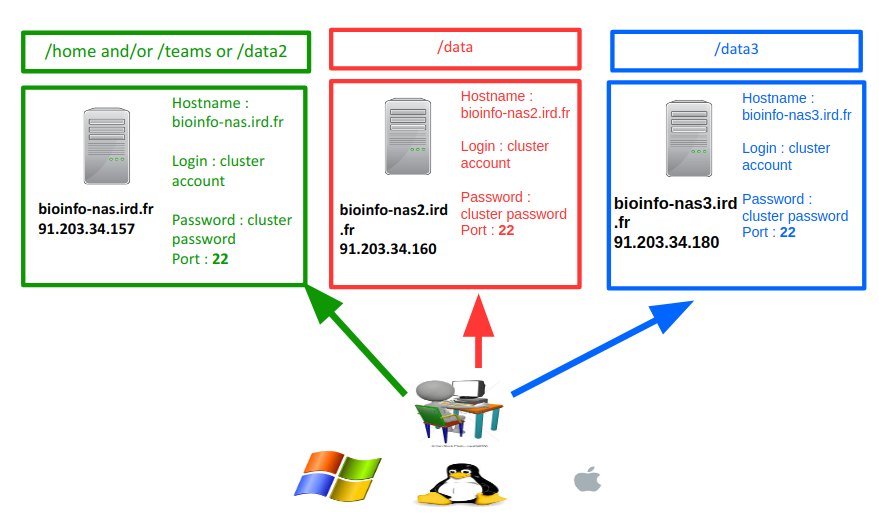 /home and/or /teams or /data2
/data
/data3
Hostname :
bioinfo-nas.ird.fr
Login : cluster
account
Password : cluster
password
Port : 22
bioinfo-nas.ird.fr
91.203.34.157
Hostname :
bioinfo-nas2.ird.fr
Login : cluster
account
Password :
cluster password
Port : 22
bioinfo-nas2.ird
.fr
91.203.34.160
Hostname :
bioinfo-nas3.ird.fr
Login : cluster
account
Password :
cluster password
Port : 22
bioinfo-nas3.ird
.fr
91.203.34.180